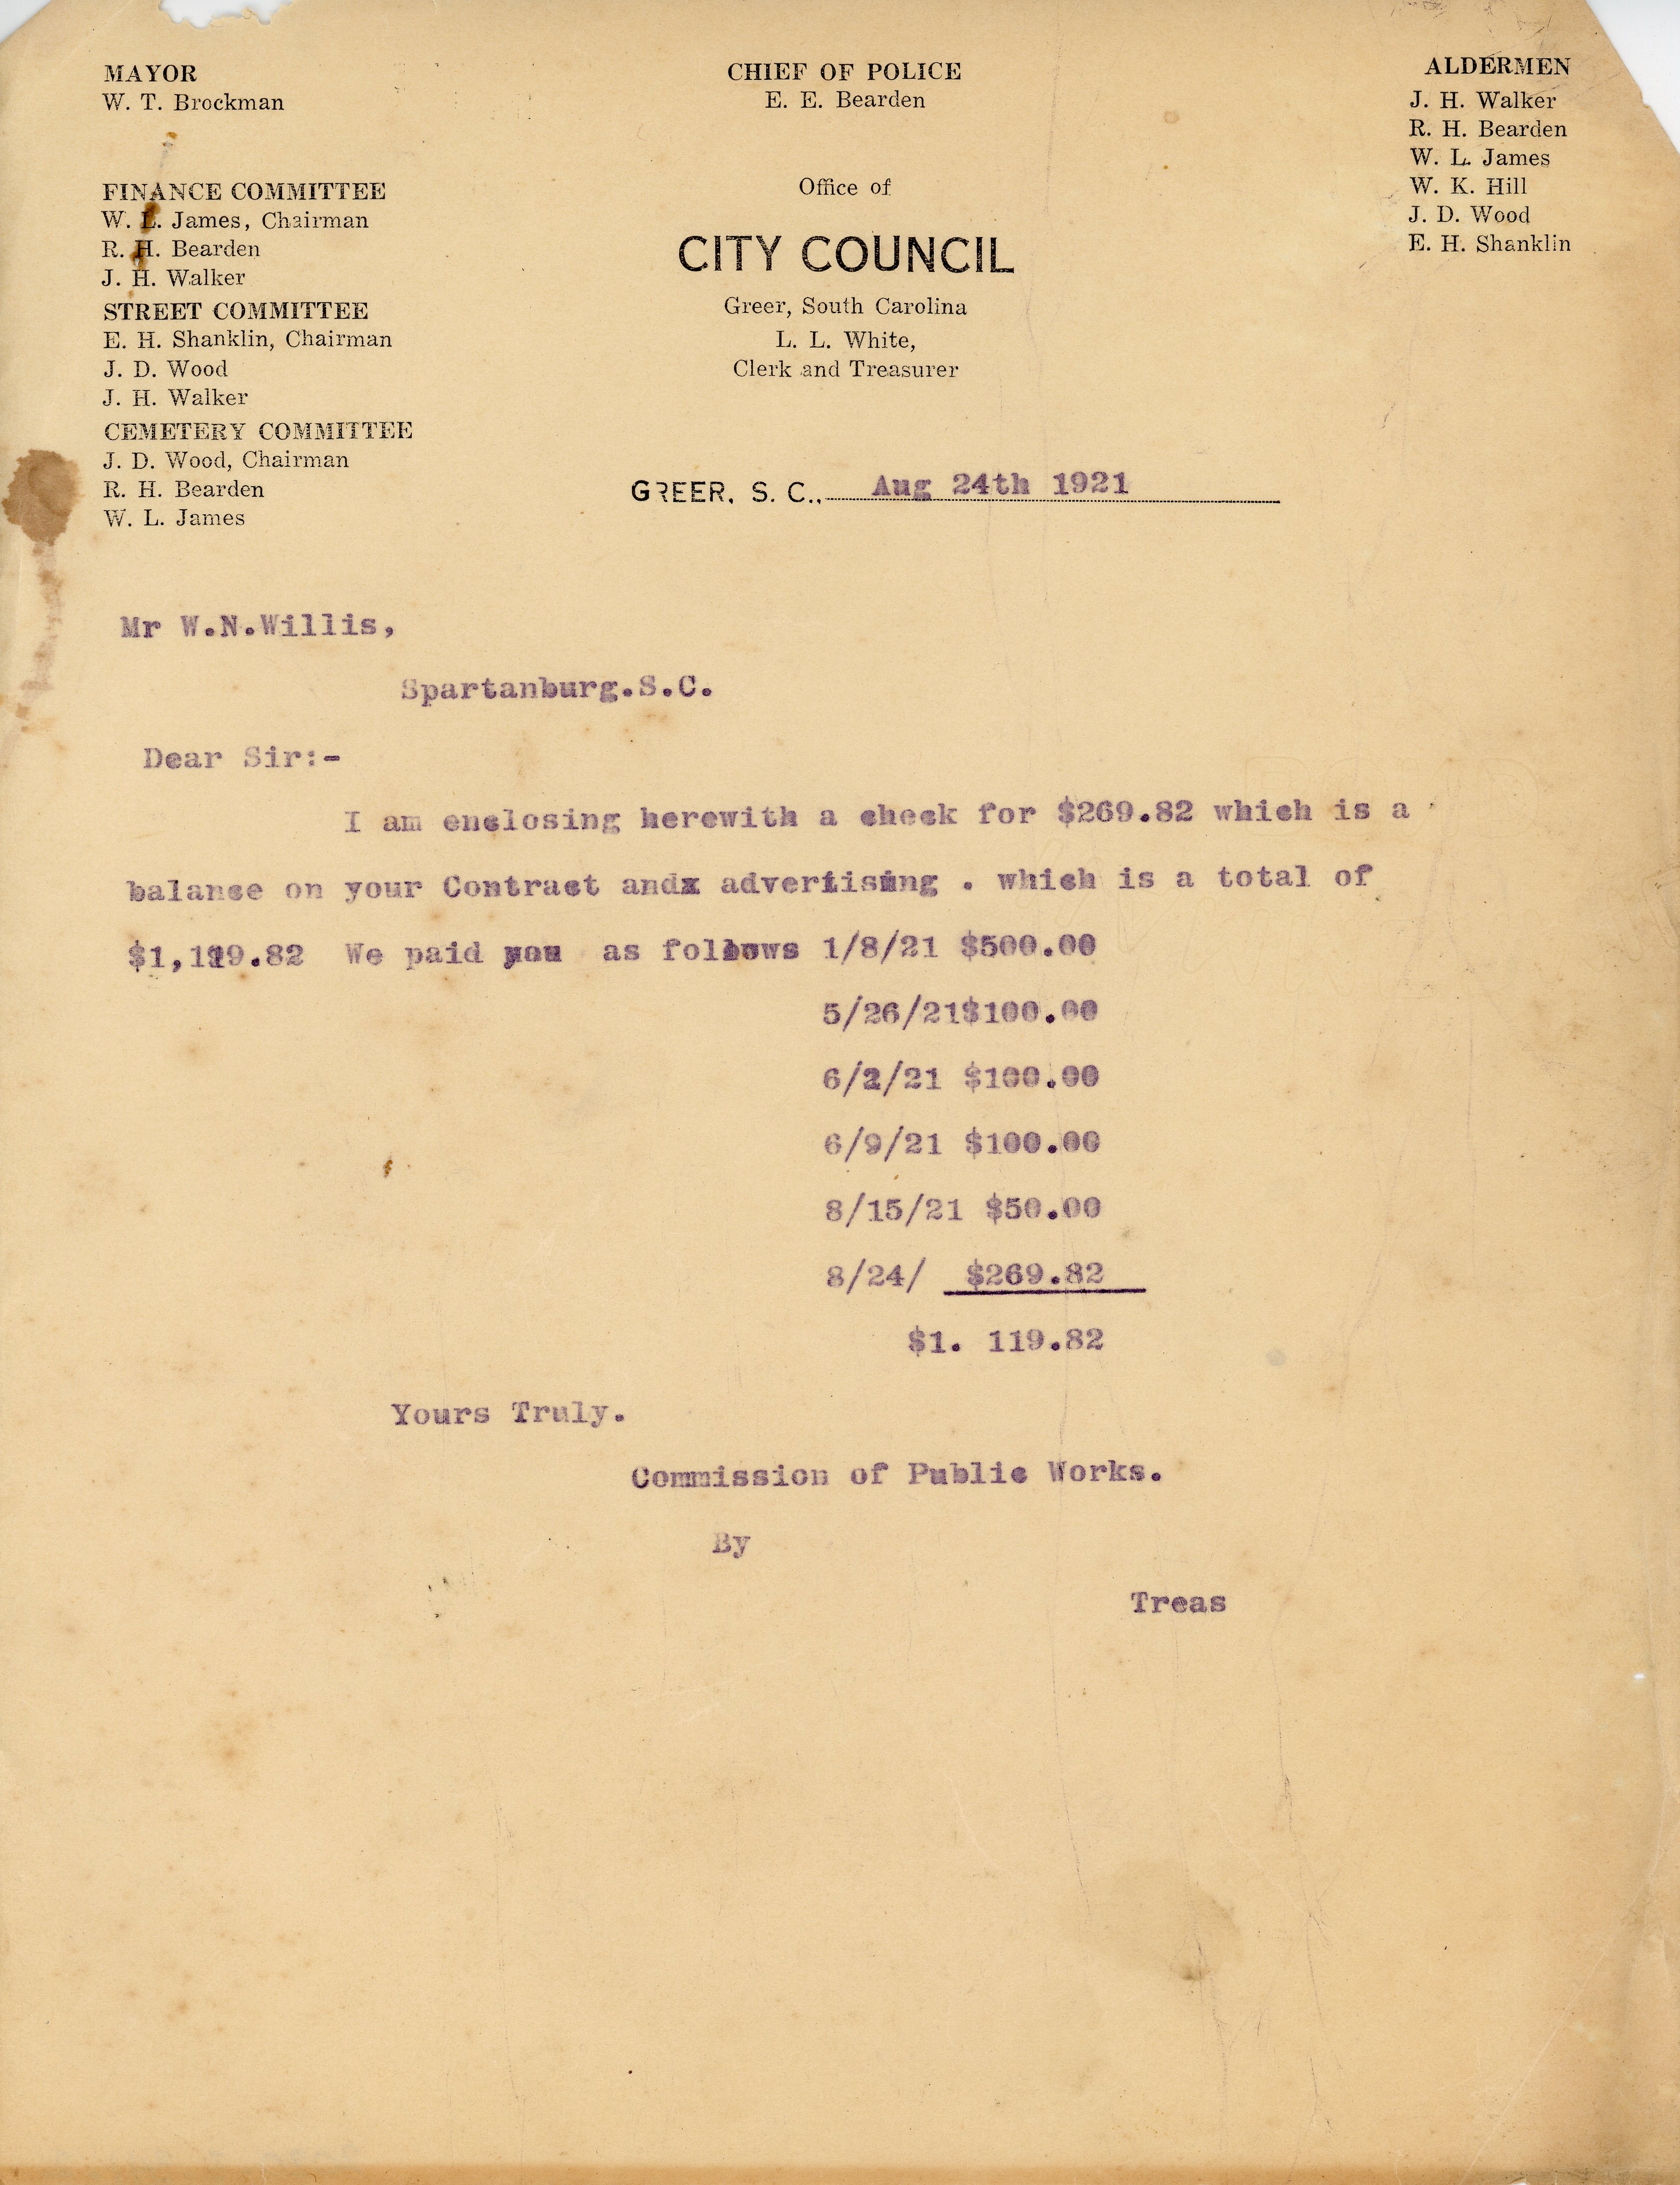 MAYOR
W. T. Brockman
FINANCE COMMITTEE
W. L. James, Chairman
R. H. Bearden
J. H. Walker
STREET COMMITTEE
E. H. Shanklin, Chairman
J. D. Wood
J. H. Walker
CEMETERY COMMITTEE
J. D. Wood, Chairman
R. H. Bearden
W. L. James
CHIEF OF POLICE
E. E. Bearden
Office of
CITY COUNCIL
Greer, South Carolina
L. L. White,
Clerk and Treasurer
ALDERMEN
J. H. Walker
R. H. Bearden
W. L. James
W. K. Hill
J. D. Wood
E. H. Shanklin
GREER, S. C., Aug 24th 1921
Mr W.N.Willis,
Spartanburg.S.C.
Dear Sir:-
I am enclosing herewith a check for $269.82 which is a
balance on your Contract andx advertising . which is a total of
$1,119.82 We paid you as follows 1/8/21 $500.00
5/26/21$100.00
6/2/21 $100.00
6/9/21 $100.00
8/15/21 $50.00
8/24/ $269.82
$1. 119.82
Yours Truly.
Commission of Public Works.
By
Treas